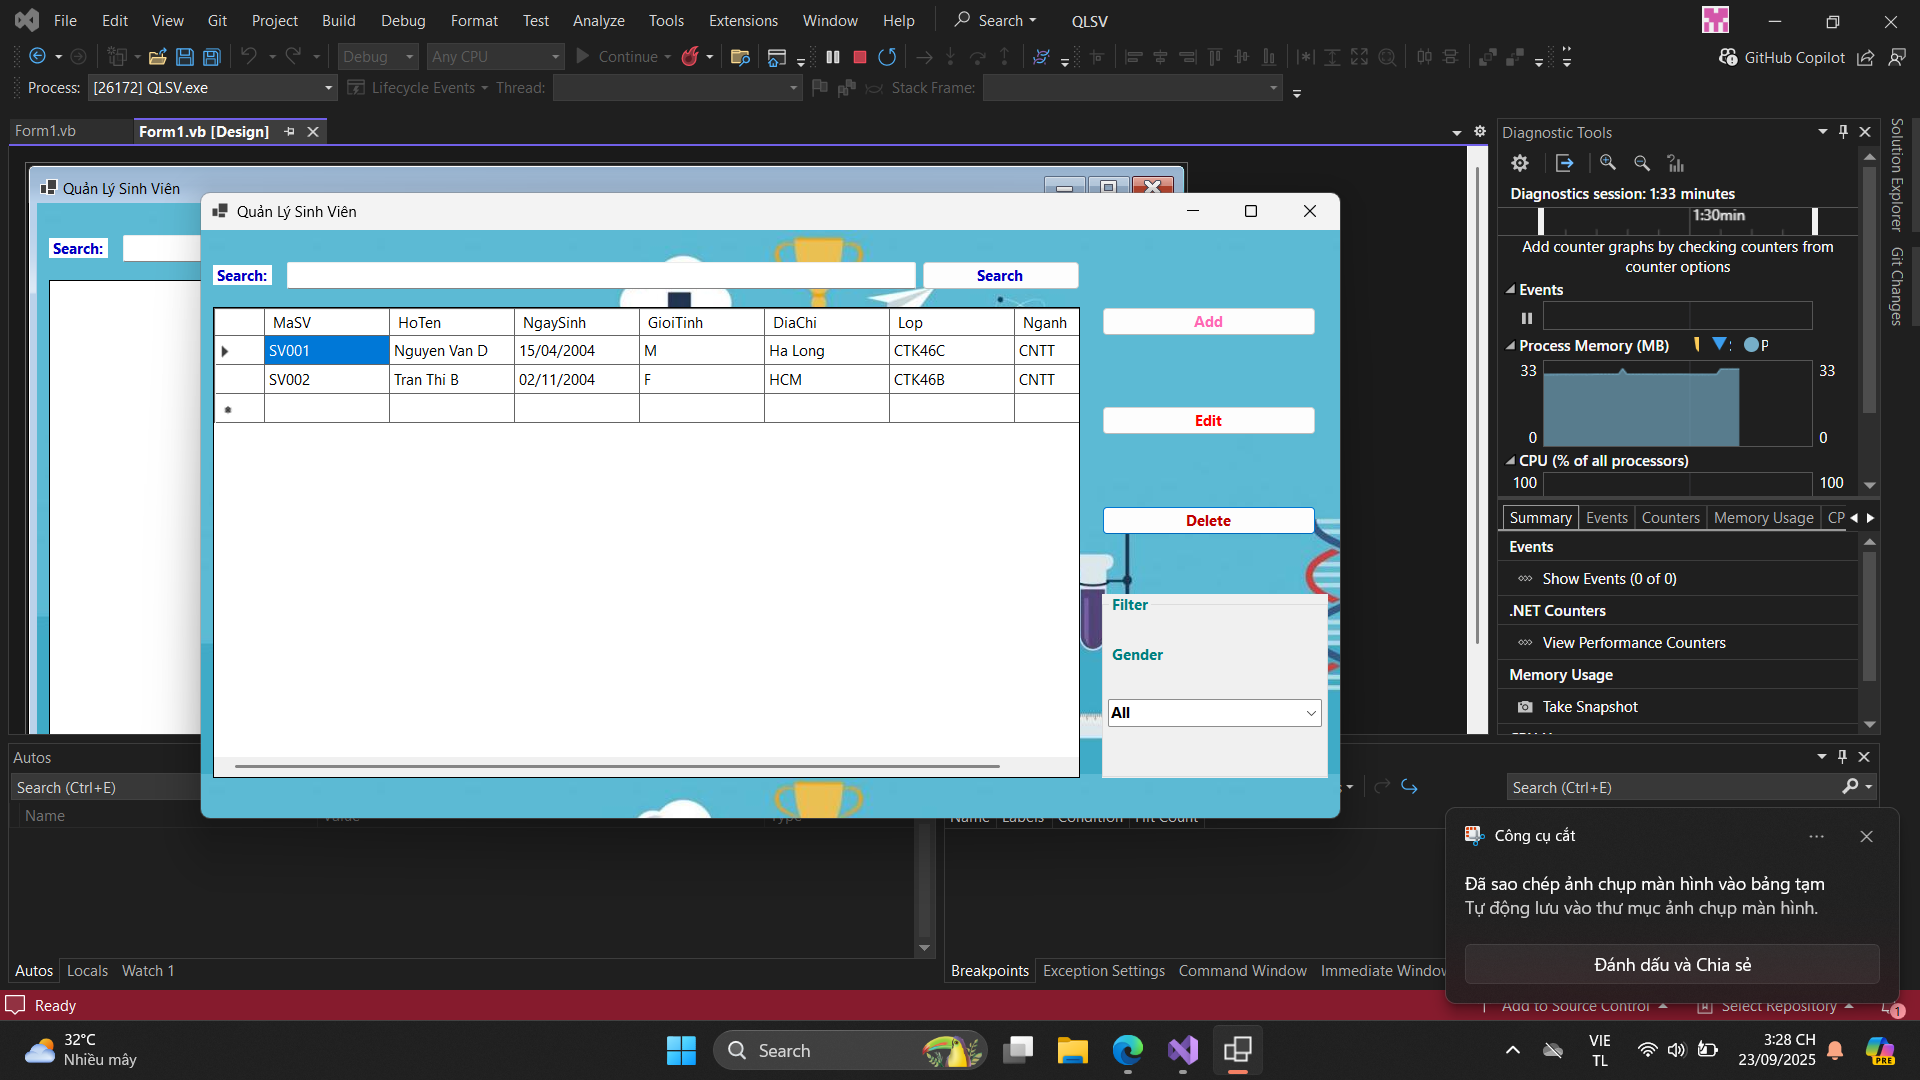 File Edit View Git Project Build Debug Format Test Analyze Tools Extensions Window Help Search QLSV
Debug Any CPU Continue GitHub Copilot
Process: [26172] QLSV.exe Lifecycle Events Thread: Stack Frame:
Form1.vb Form1.vb [Design]
Quản Lý Sinh Viên
Search:
Quản Lý Sinh Viên
Search: Search
MaSV HoTen NgaySinh GioiTinh DiaChi Lop Nganh
SV001 Nguyen Van D 15/04/2004 M Ha Long CTK46C CNTT
SV002 Tran Thi B 02/11/2004 F HCM CTK46B CNTT
Add
Edit
Delete
Filter
Gender
All
Diagnostic Tools
Diagnostics session: 1:33 minutes
1:30min
Add counter graphs by checking counters from
counter options
Events
Process Memory (MB) P
33 33
0 0
CPU (% of all processors)
100 100
Summary Events Counters Memory Usage CP
Events
Show Events (0 of 0)
.NET Counters
View Performance Counters
Memory Usage
Take Snapshot
Solution Explorer
Git Changes
Autos
Search (Ctrl+E)
Name Value Type
Autos Locals Watch 1
Search (Ctrl+E)
Name Labels Condition Hit Count
Breakpoints Exception Settings Command Window Immediate Window
Công cụ cắt
Đã sao chép ảnh chụp màn hình vào bảng tạm
Tự động lưu vào thư mục ảnh chụp màn hình.
Đánh dấu và Chia sẻ
Ready Add to Source Control Select Repository 1
32°C
Nhiều mây
Search
VIE
TL
3:28 CH
23/09/2025
PRE